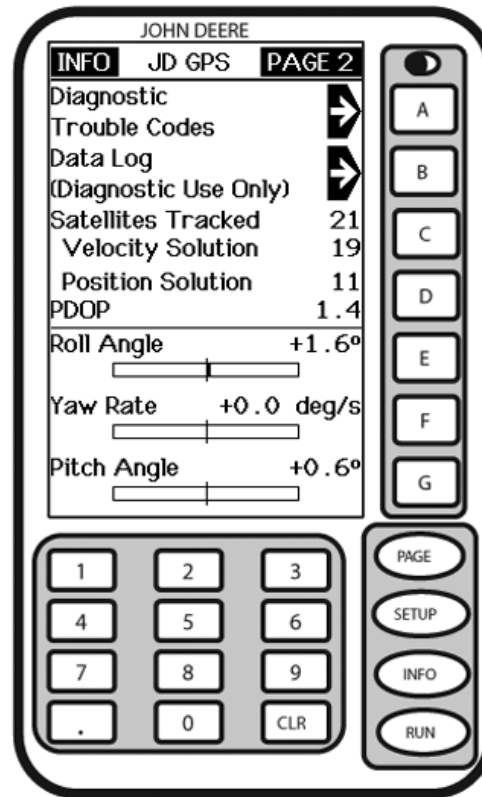 JOHN DEERE
INFO JD GPS PAGE 2
Diagnostic
Trouble Codes
Data Log
(Diagnostic Use Only)
Satellites Tracked 21
Velocity Solution 19
Position Solution 11
PDOP 1.4
Roll Angle +1.6º
Yaw Rate +0.0 deg/s
Pitch Angle +0.6º
A
B
C
D
E
F
G
1 2 3
4 5 6
7 8 9
. 0 CLR
PAGE
SETUP
INFO
RUN